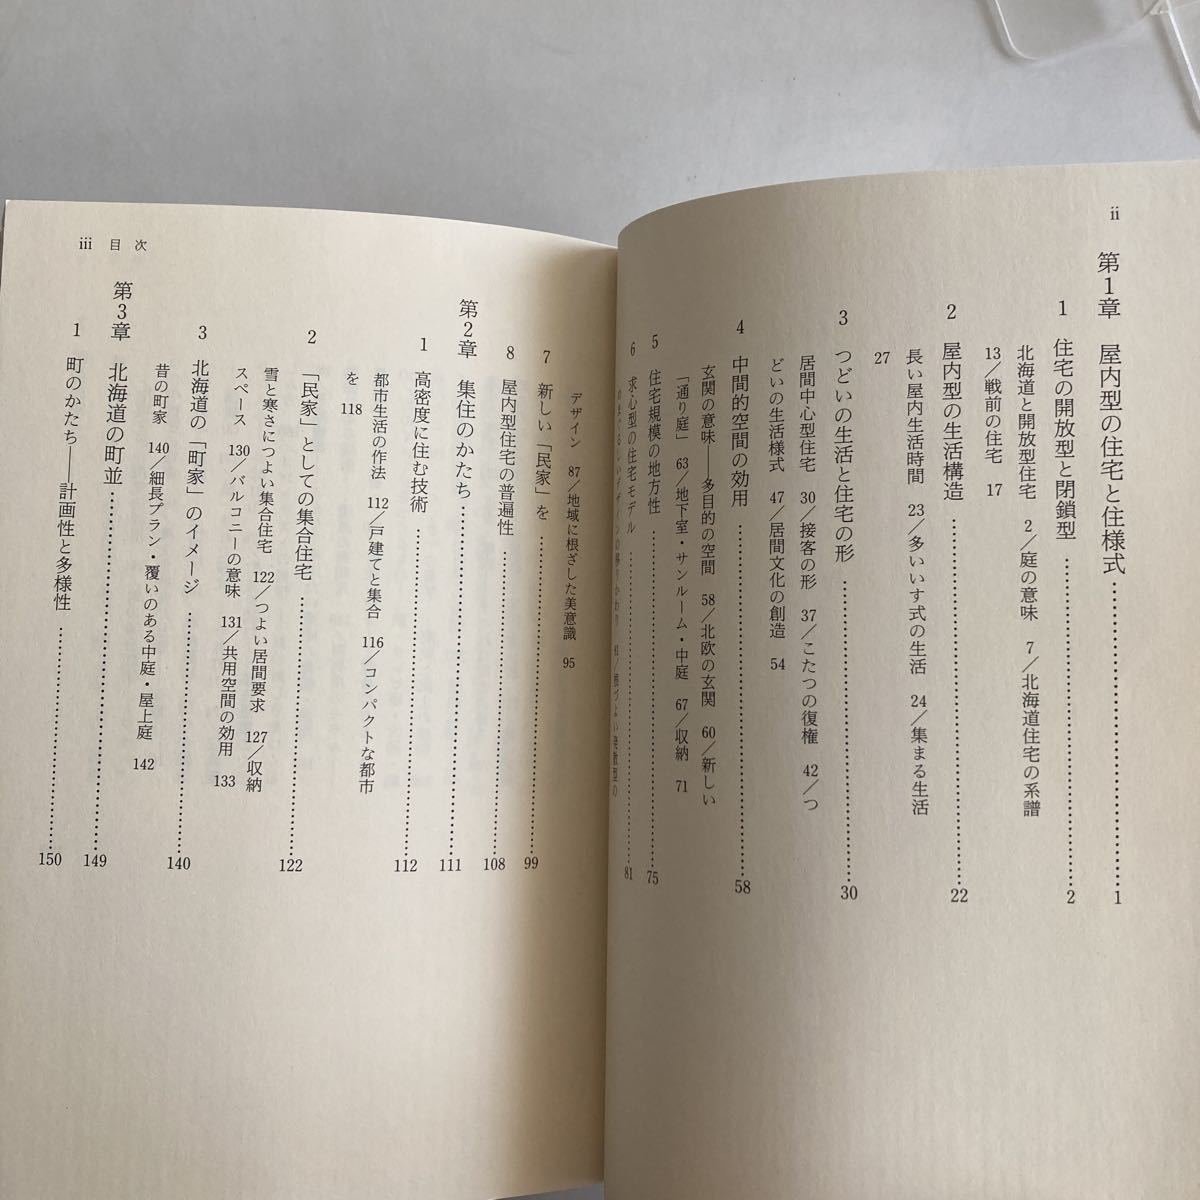 ii
第1章 屋内型の住宅と住様式……1
1 住宅の開放型と閉鎖型……2
北海道と開放型住宅 2／庭の意味 7／北海道住宅の系譜
13／戦前の住宅 17
2 屋内型の生活構造……22
長い屋内生活時間 23／多いいす式の生活 24／集まる生活
27
3 つどいの生活と住宅の形……30
居間中心型住宅 30／接客の形 37／こたつの復権 42／つ
どいの生活様式 47／居間文化の創造 54
4 中間的空間の効用……58
玄関の意味——多目的の空間 58／北欧の玄関 60／新しい
「通り庭」 63／地下室・サンルーム・中庭 67／収納 71
5 住宅規模の地方性……75
6 求心型の住宅モデル……81
デザインの移りかわり 81／根づよい発散型の
iii 目次
デザイン 87／地域に根ざした美意識 95
7 新しい「民家」を……99
8 屋内型住宅の普遍性……108
第2章 集住のかたち……111
1 高密度に住む技術……112
都市生活の作法 112／戸建てと集合 116／コンパクトな都市
を 118
2 「民家」としての集合住宅……122
雪と寒さにつよい集合住宅 122／つよい居間要求 127／収納
スペース 130／バルコニーの意味 131／共用空間の効用 133
3 北海道の「町家」のイメージ……140
昔の町家 140／細長プラン・覆いのある中庭・屋上庭 142
第3章 北海道の町並……149
1 町のかたち——計画性と多様性……150